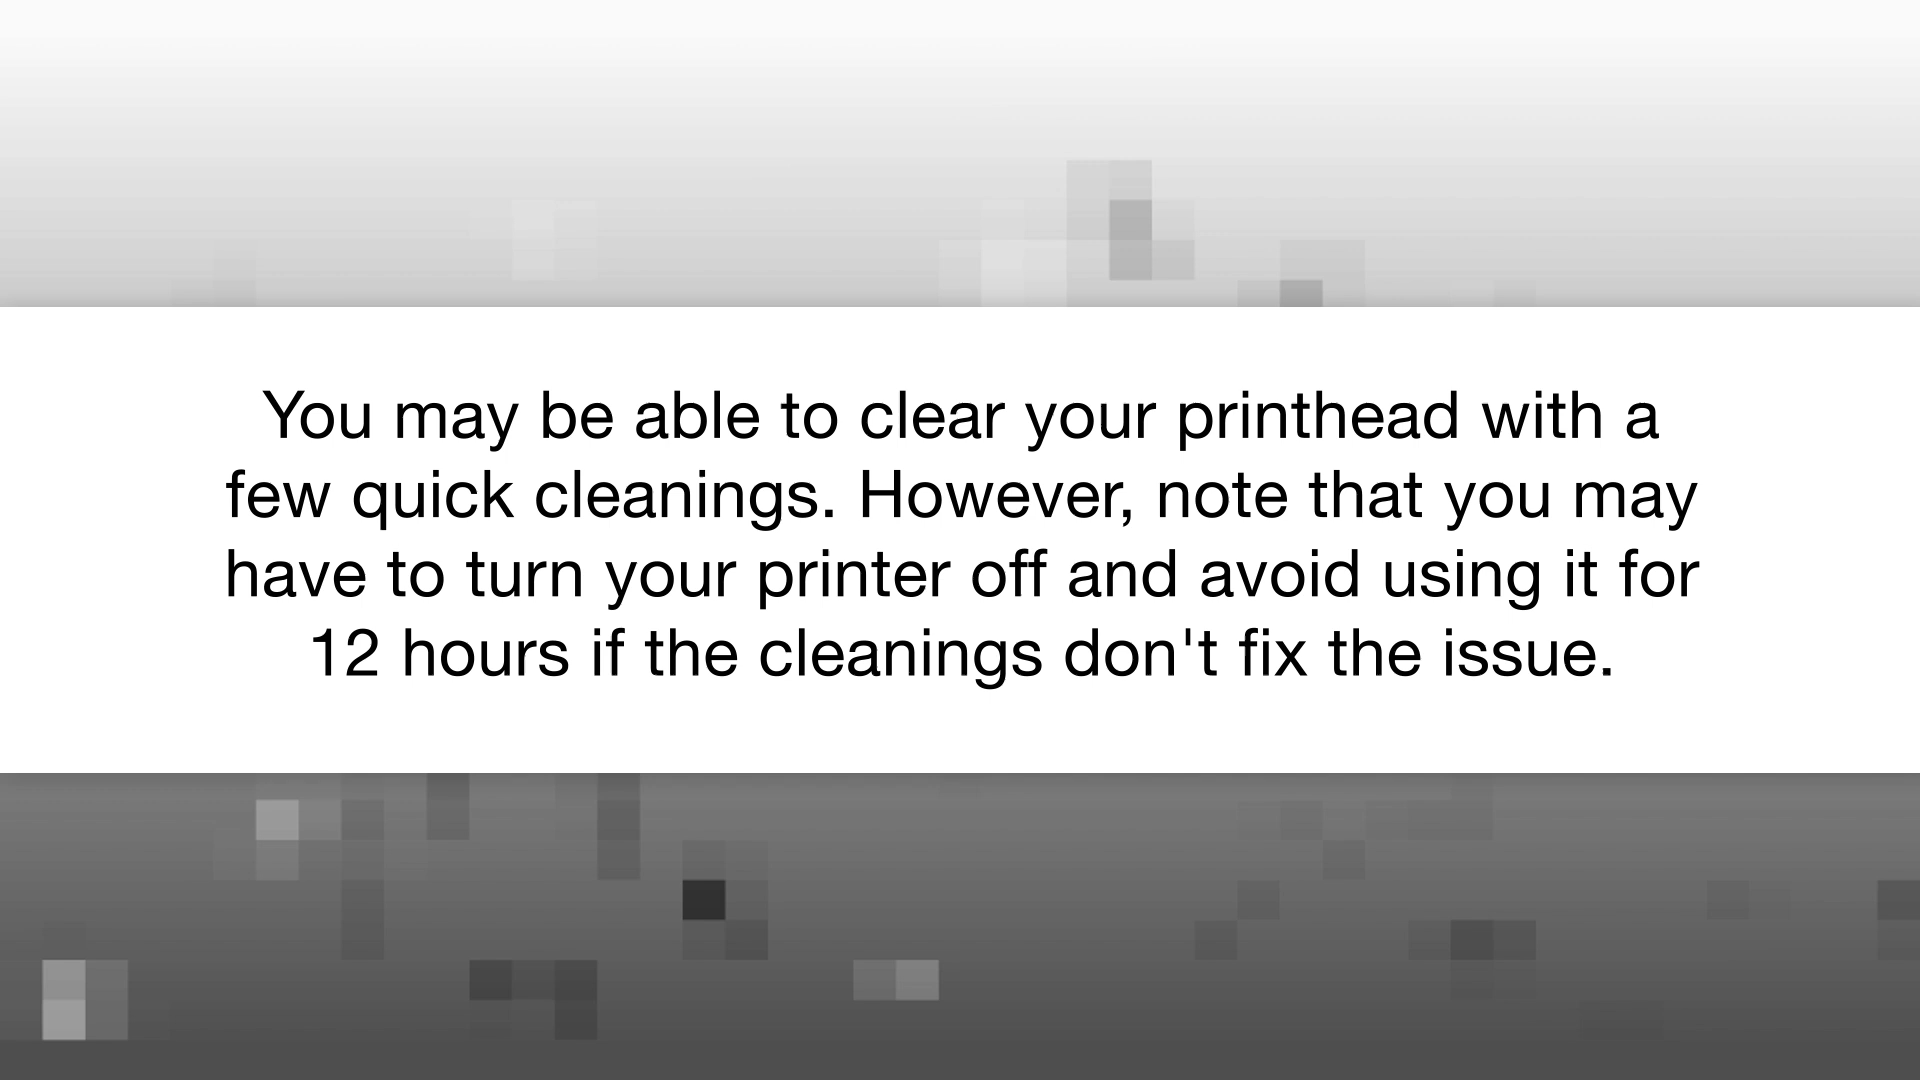 You may be able to clear your printhead with a
few quick cleanings. However, note that you may
have to turn your printer off and avoid using it for
12 hours if the cleanings don't fix the issue.